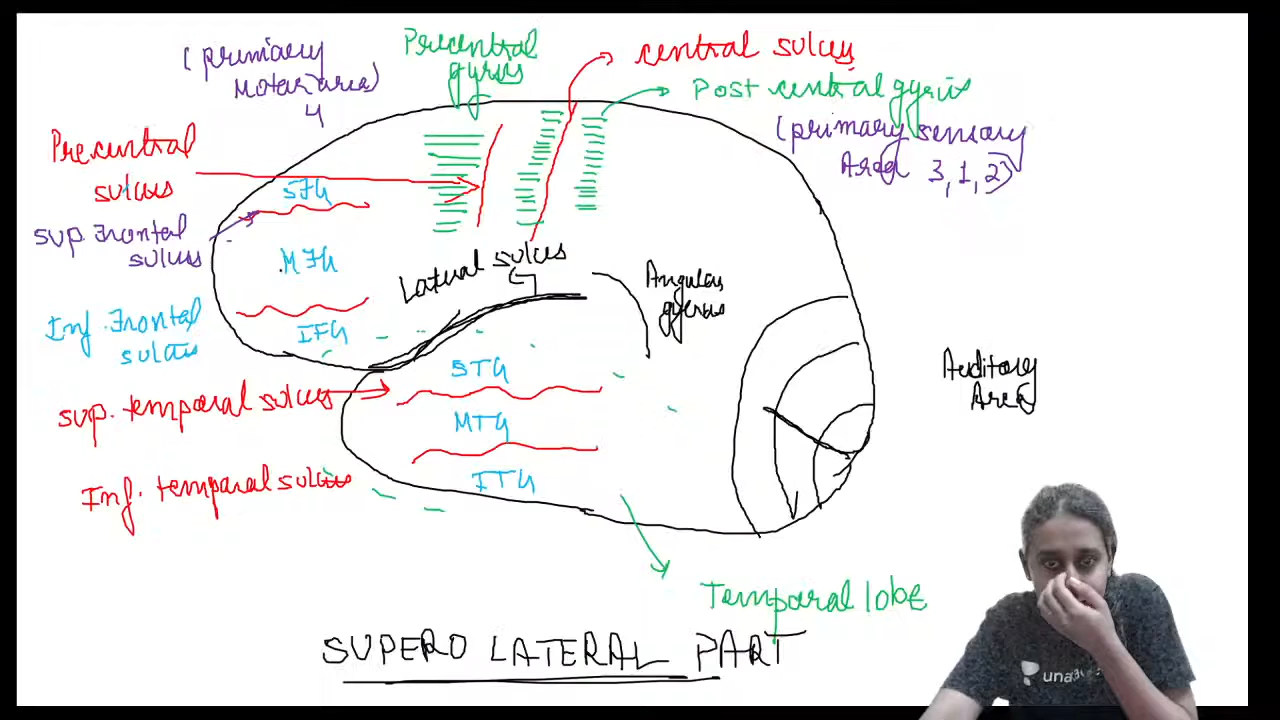 (primary
Motar area)
4
Precentral
gyrus
central sulcus
Post central gyrus
(primary sensory
Area 3,1,2)
Precentral
sulcus
SFG
sup. Frontal
sulcus
MFG
Lateral sulcus
Angular
gyrus
Inf. Frontal
sulcus
IFG
STG
Auditory
Area
sup. temporal sulcus
MTG
Inf. temporal sulcus
ITG
Temporal lobe
SUPERO LATERAL PART
una